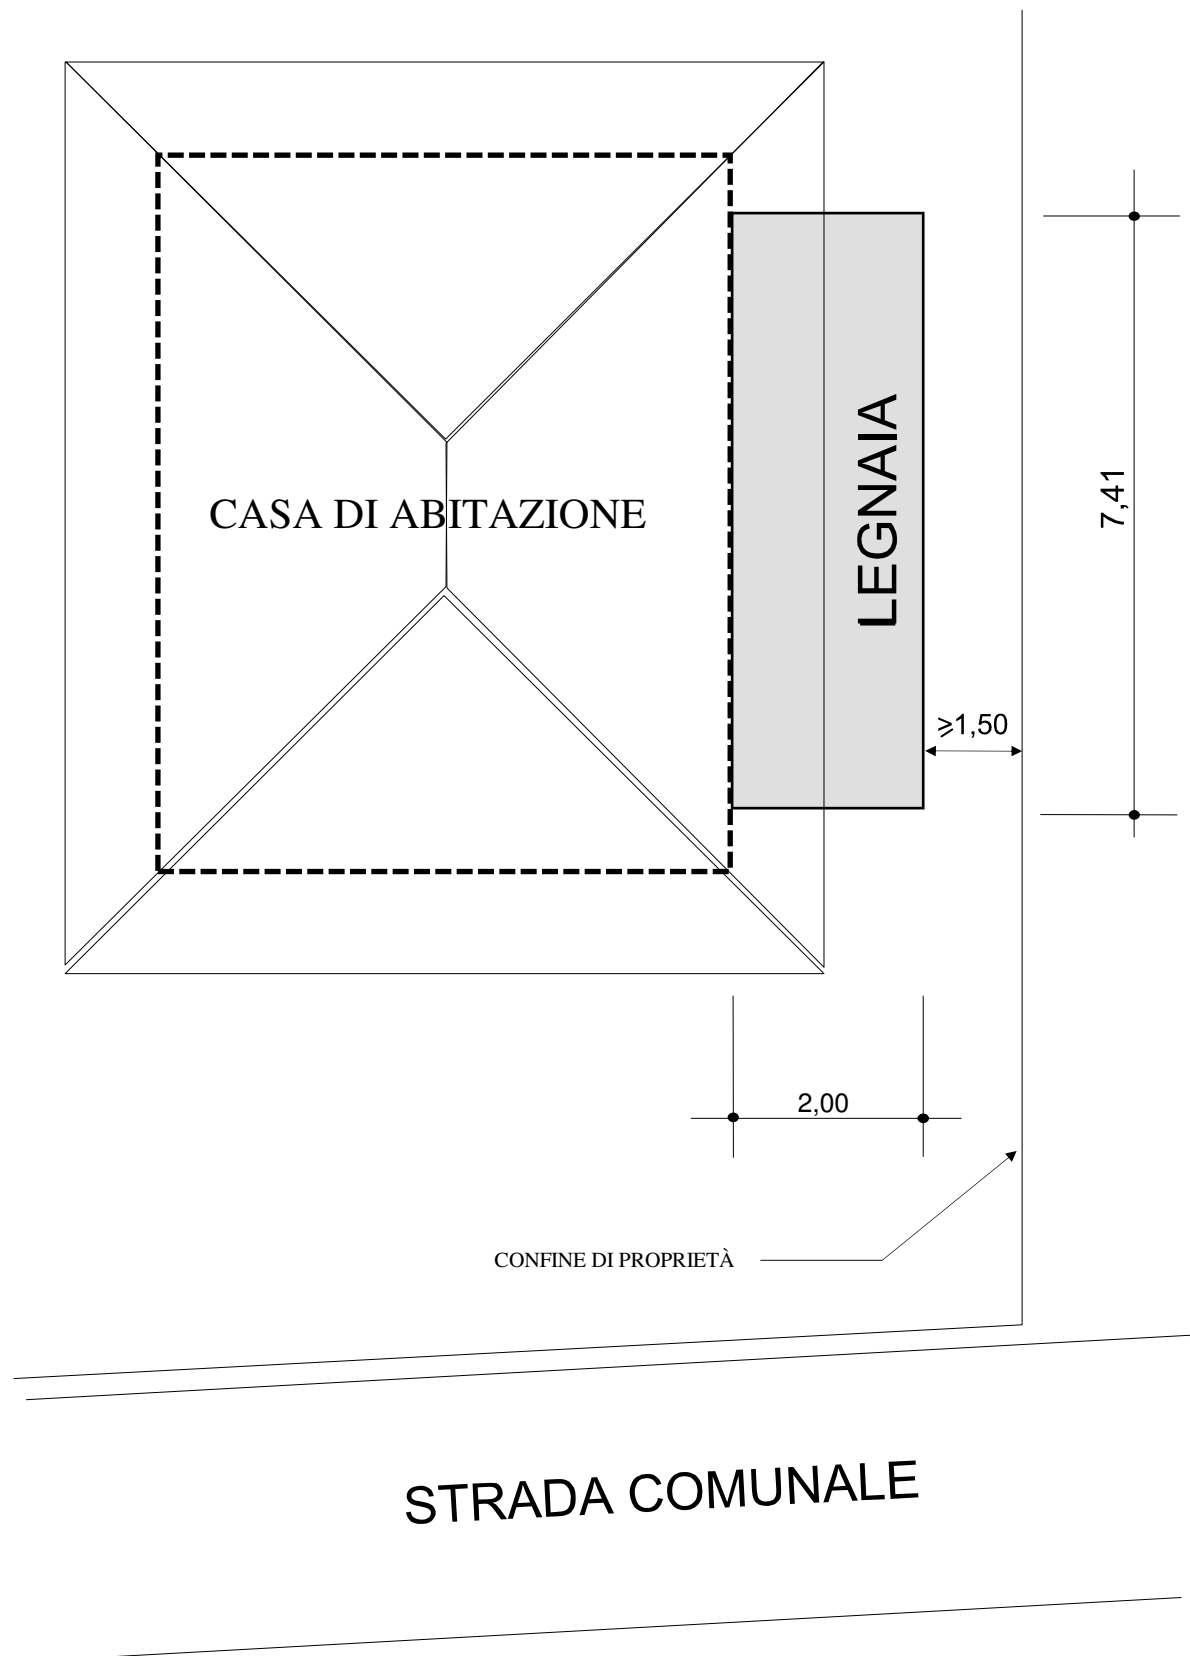 CASA DI ABITAZIONE
LEGNAIA
7,41
⩾1,50
2,00
CONFINE DI PROPRIETÀ
STRADA COMUNALE